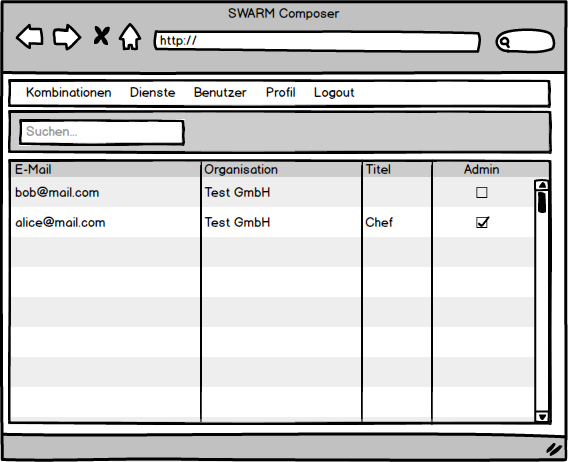 SWARM Composer
http://
Kombinationen Dienste Benutzer Profil Logout
Suchen...
E-Mail Organisation Titel Admin
bob@mail.com Test GmbH
alice@mail.com Test GmbH Chef